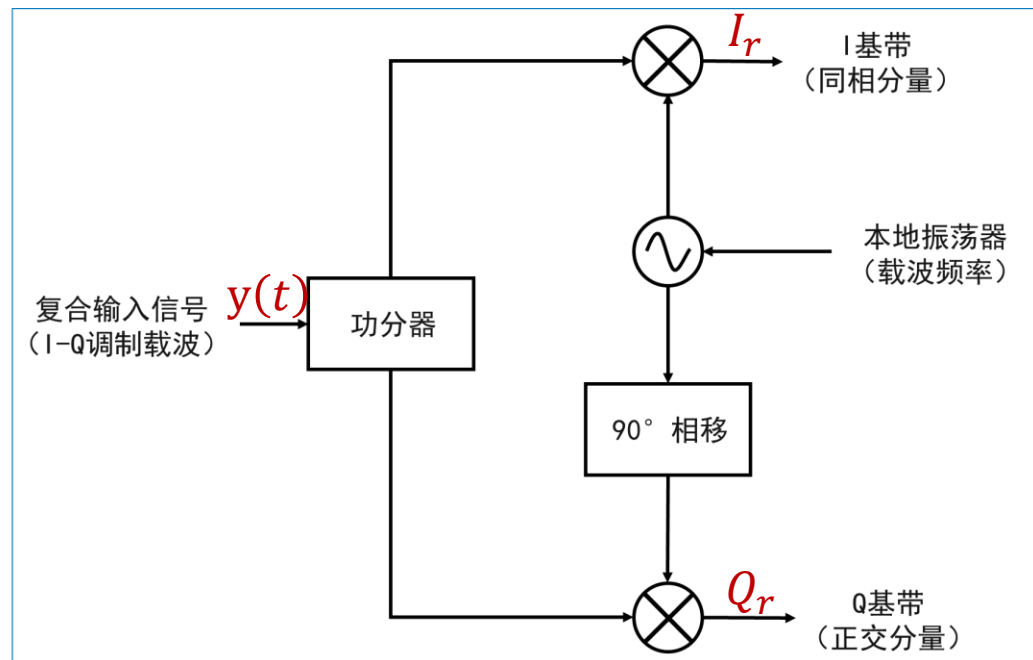 I_r
I基带
（同相分量）
本地振荡器
（载波频率）
复合输入信号
（I-Q调制载波）
y(t)
功分器
90°相移
Q_r
Q基带
（正交分量）